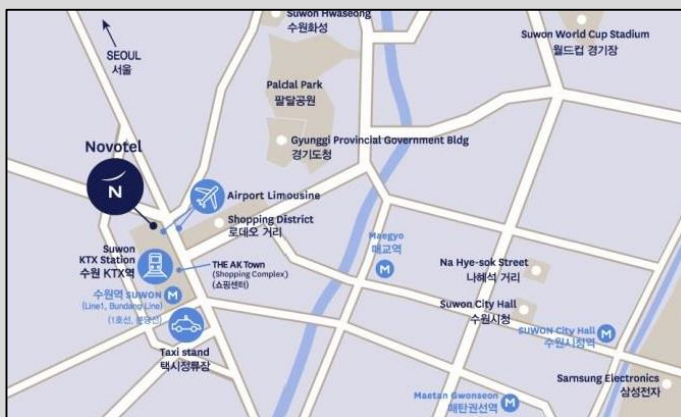 Suwon Hwaseong
수원화성
Suwon World Cup Stadium
월드컵 경기장
SEOUL
서울
Paldal Park
팔달공원
Novotel
N
Gyunggi Provincial Government Bldg
경기도청
Airport Limousine
Shopping District
로데오 거리
Suwon
KTX Station
수원 KTX역
THE AK Town
(Shopping Complex)
(쇼핑센터)
Maegyo
매교역
M
Na Hye-sok Street
나혜석 거리
수원역 SUWON M
(Line1, Bundang Line)
(1호선, 분당선)
Suwon City Hall
수원시청
SUWON City Hall
수원시청역
M
Taxi stand
택시정류장
Samsung Electronics
삼성전자
Maetan Gwonseon
매탄권선역
M